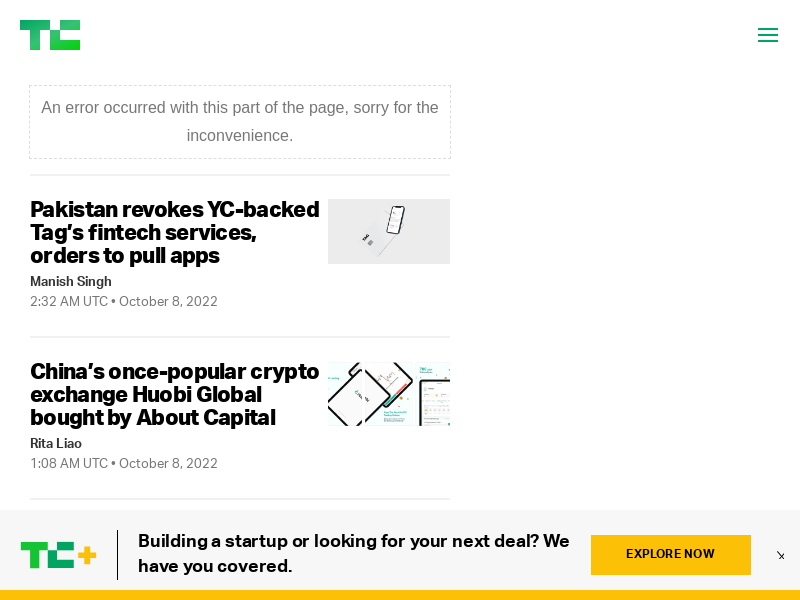 TC
An error occurred with this part of the page, sorry for the
inconvenience.
Pakistan revokes YC-backed
Tag's fintech services,
orders to pull apps
Manish Singh
2:32 AM UTC • October 8, 2022
China's once-popular crypto
exchange Huobi Global
bought by About Capital
Rita Liao
1:08 AM UTC • October 8, 2022
TC+
Building a startup or looking for your next deal? We
have you covered.
EXPLORE NOW